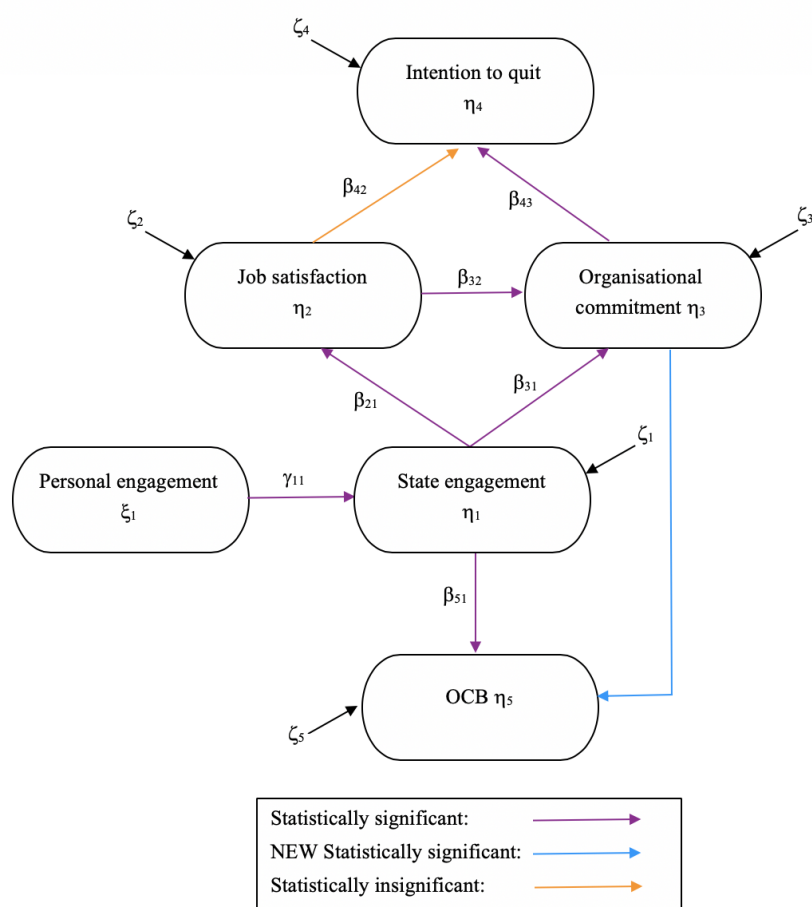 ζ4
Intention to quit
η4
β42
β43
ζ2
ζ3
Job satisfaction
η2
β32
Organisational
commitment η3
β21
β31
ζ1
Personal engagement
ξ1
γ11
State engagement
η1
β51
OCB η5
ζ5
Statistically significant:
NEW Statistically significant:
Statistically insignificant: